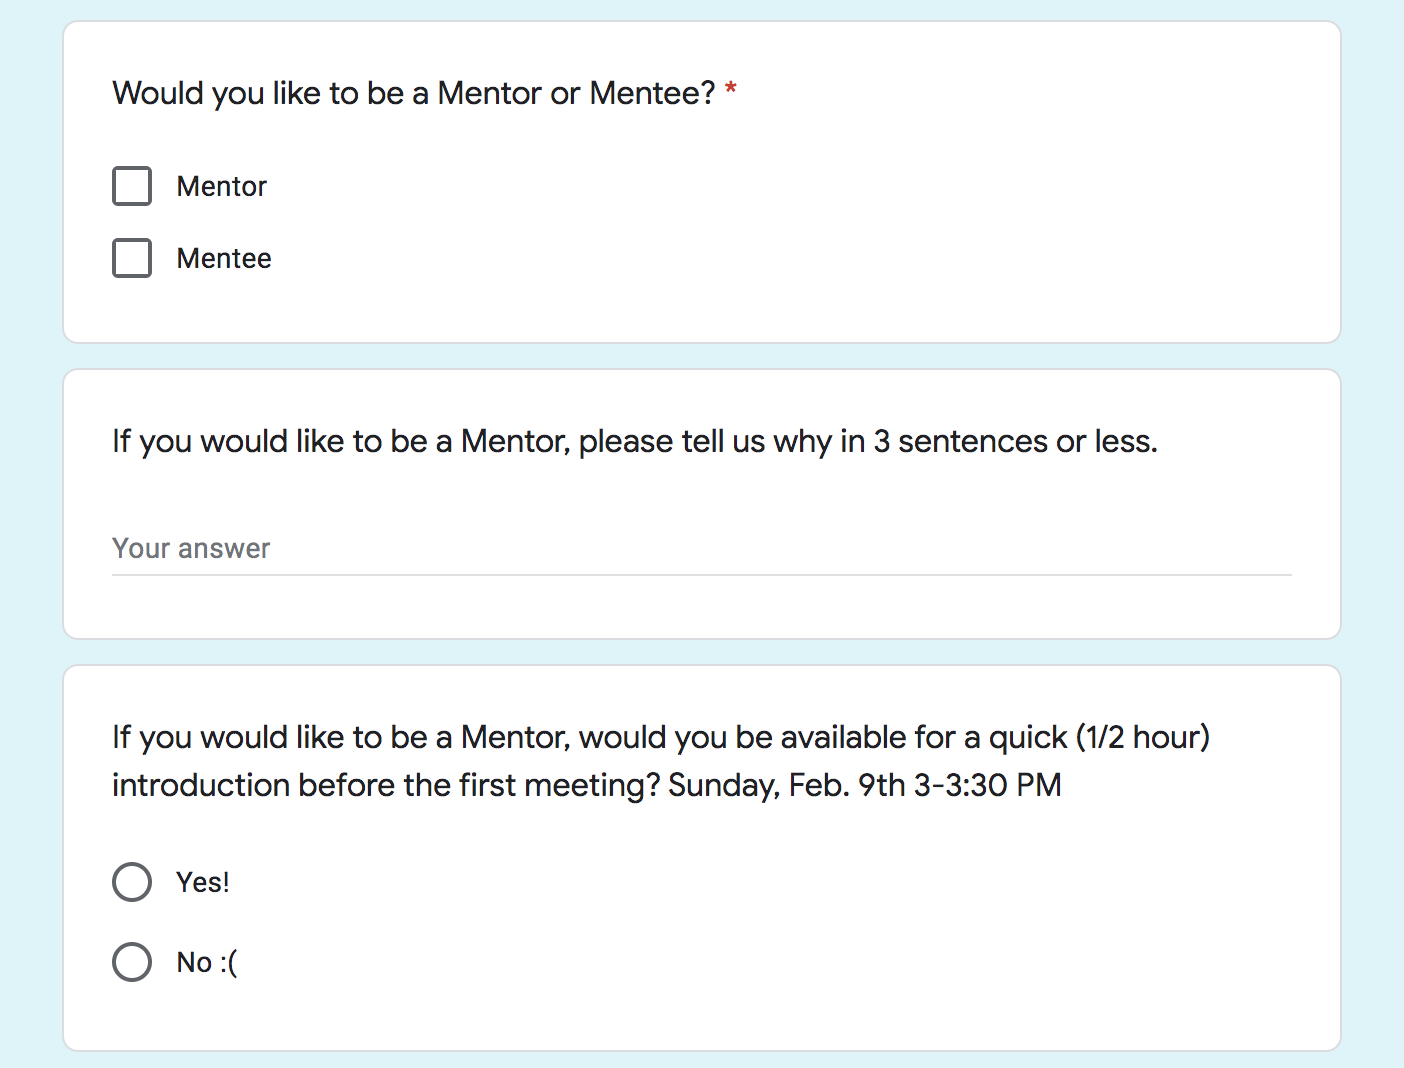 Would you like to be a Mentor or Mentee? *
Mentor
Mentee
If you would like to be a Mentor, please tell us why in 3 sentences or less.
Your answer
If you would like to be a Mentor, would you be available for a quick (1/2 hour)
introduction before the first meeting? Sunday, Feb. 9th 3-3:30 PM
Yes!
No :(